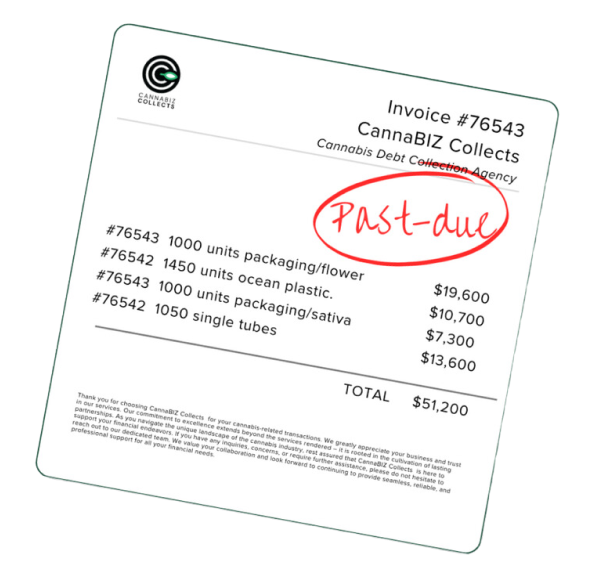 CANNABIZ
COLLECTS
Invoice #76543
CannaBIZ Collects
Cannabis Debt Collection Agency
Past-due
#76543 1000 units packaging/flower $19,600
#76542 1450 units ocean plastic. $10,700
#76543 1000 units packaging/sativa $7,300
#76542 1050 single tubes $13,600
TOTAL $51,200
Thank you for choosing CannaBIZ Collects for your cannabis-related transactions. We greatly appreciate your business and trust
in our services. Our commitment to excellence extends beyond the services rendered – it is rooted in the cultivation of lasting
partnerships. As you navigate the unique landscape of the cannabis industry, rest assured that CannaBIZ Collects is here to
support your financial endeavors. If you have any inquiries, concerns, or require further assistance, please do not hesitate to
reach out to our dedicated team. We value your collaboration and look forward to continuing to provide seamless, reliable, and
professional support for all your financial needs.